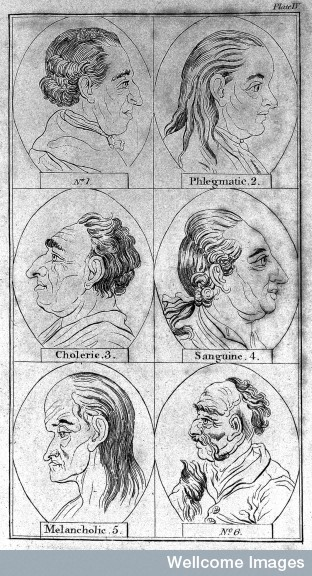 Plate IV
No. 1.
Phlegmatic. 2.
Choleric. 3.
Sanguine. 4.
Melancholic. 5.
No. 6.
Wellcome Images